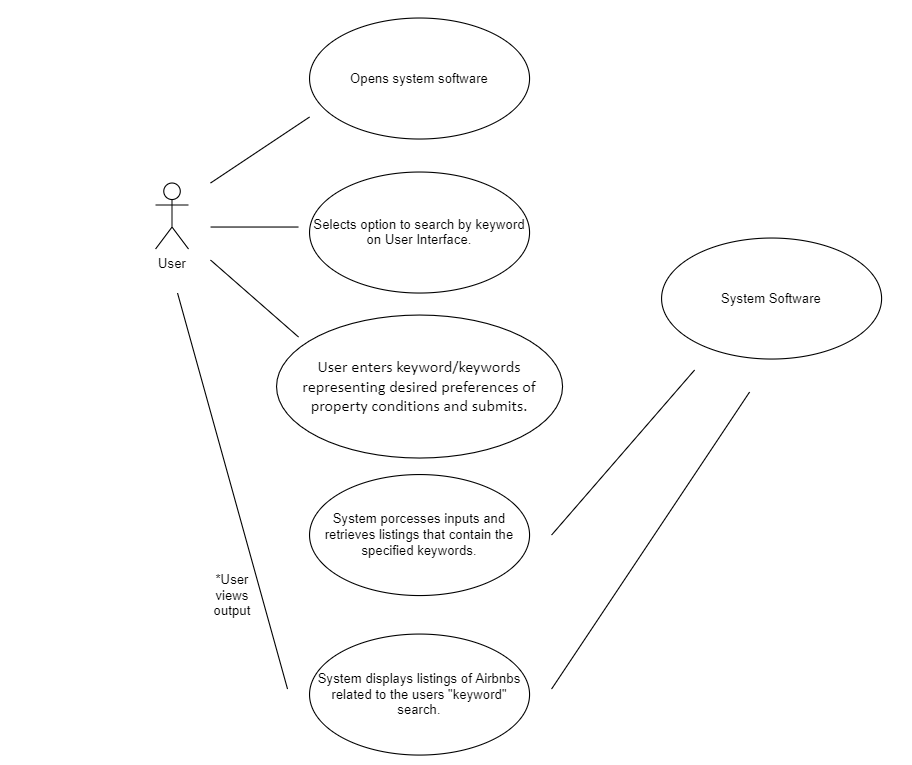 Opens system software
Selects option to search by keyword
on User Interface.
User
System Software
User enters keyword/keywords
representing desired preferences of
property conditions and submits.
System porcesses inputs and
retrieves listings that contain the
specified keywords.
*User
views
output
System displays listings of Airbnbs
related to the users "keyword"
search.